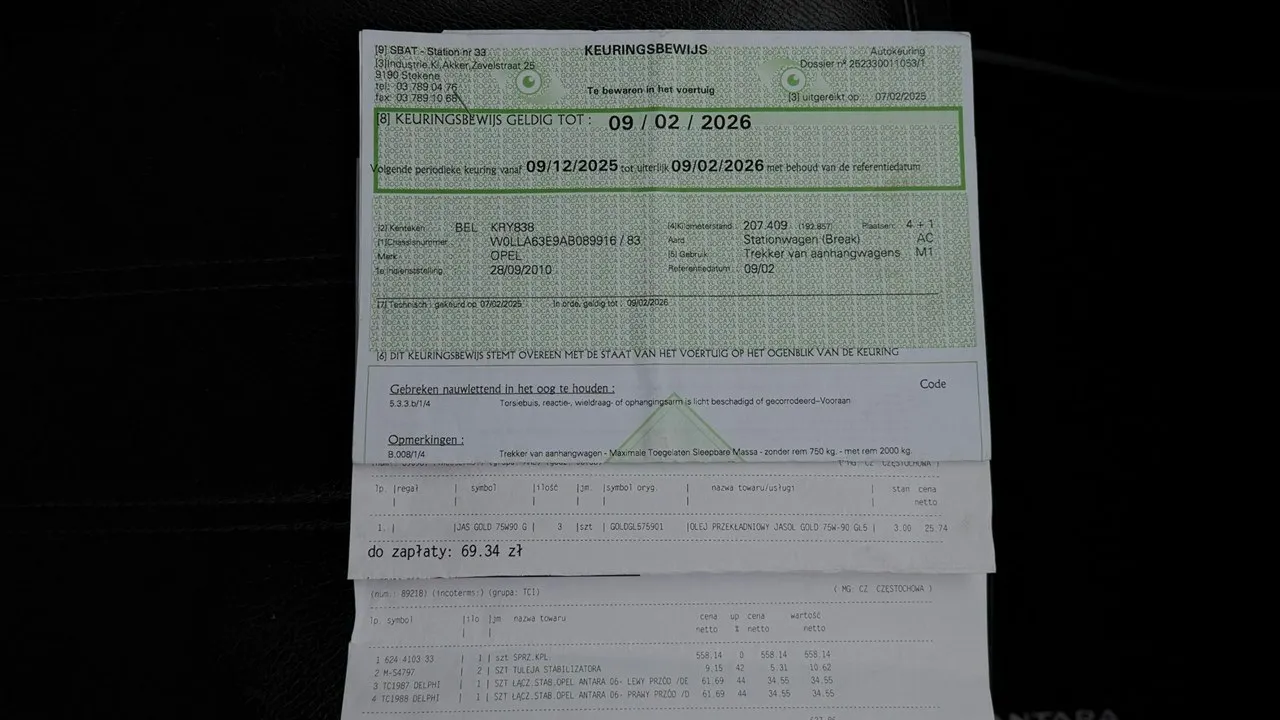 [9] SBAT - Station nr 33
KEURINGSBEWIJS
Autokeuring
[3]Industrie.Kl.Akker,Zavelstraat 25
Dossier nº 252330011053/1
9190 Stekene
tel: 03 789 04 76
Te bewaren in het voertuig
fax: 03 789 10 68
[3] uitgereikt op : 07/02/2025
[8] KEURINGSBEWIJS GELDIG TOT : 09 / 02 / 2026
Volgende periodieke keuring vanaf 09/12/2025 tot uiterlijk 09/02/2026 met behoud van de referentiedatum
[2] Kenteken BEL KRY838 [4]Kilometerstand : 207.409 (192.857) Plaatsen: 4 + 1
[1]Chassisnummer W0LLA63E9AB089916 / 83 Aard Stationwagen (Break) AC
Merk OPEL [5] Gebruik Trekker van aanhangwagens M1
1e Indienststelling 28/09/2010 Referentiedatum : 09/02
[7] Technisch : gekeurd op 07/02/2025 In orde, geldig tot : 09/02/2026
[6] DIT KEURINGSBEWIJS STEMT OVEREEN MET DE STAAT VAN HET VOERTUIG OP HET OGENBLIK VAN DE KEURING
Gebreken nauwlettend in het oog te houden : Code
5.3.3.b/1/4 Torsiebuis, reactie-, wieldraag- of ophangingsarm is licht beschadigd of gecorrodeerd–Vooraan
Opmerkingen :
B.008/1/4 Trekker van aanhangwagen - Maximale Toegelaten Sleepbare Massa - zonder rem 750 kg. - met rem 2000 kg.
( MG: CZ CZĘSTOCHOWA )
lp. |regał | symbol |ilość |jm. |symbol oryg. | nazwa towaru/usługi | stan cena
netto
1. | |JAS GOLD 75W90 G | 3 |szt | GOLDGL575901 |OLEJ PRZEKŁADNIOWY JASOL GOLD 75W-90 GL5 | 3.00 25.74
do zapłaty: 69.34 zł
(num.: 89218) (incoterms:) (grupa: TC1) ( MG: CZ CZĘSTOCHOWA )
lp. symbol |ilo |jm. nazwa towaru cena up cena wartość
netto % netto netto
1 624 4103 33 | 1 | szt SPRZ.KPL. 558.14 0 558.14 558.14
2 M-S4797 | 2 | SZT TULEJA STABILIZATORA 9.15 42 5.31 10.62
3 TC1987 DELPHI | 1 | SZT ŁĄCZ.STAB.OPEL ANTARA 06- LEWY PRZÓD /DE 61.69 44 34.55 34.55
4 TC1988 DELPHI | 1 | SZT ŁĄCZ.STAB.OPEL ANTARA 06- PRAWY PRZÓD /D 61.69 44 34.55 34.55
ANTARA